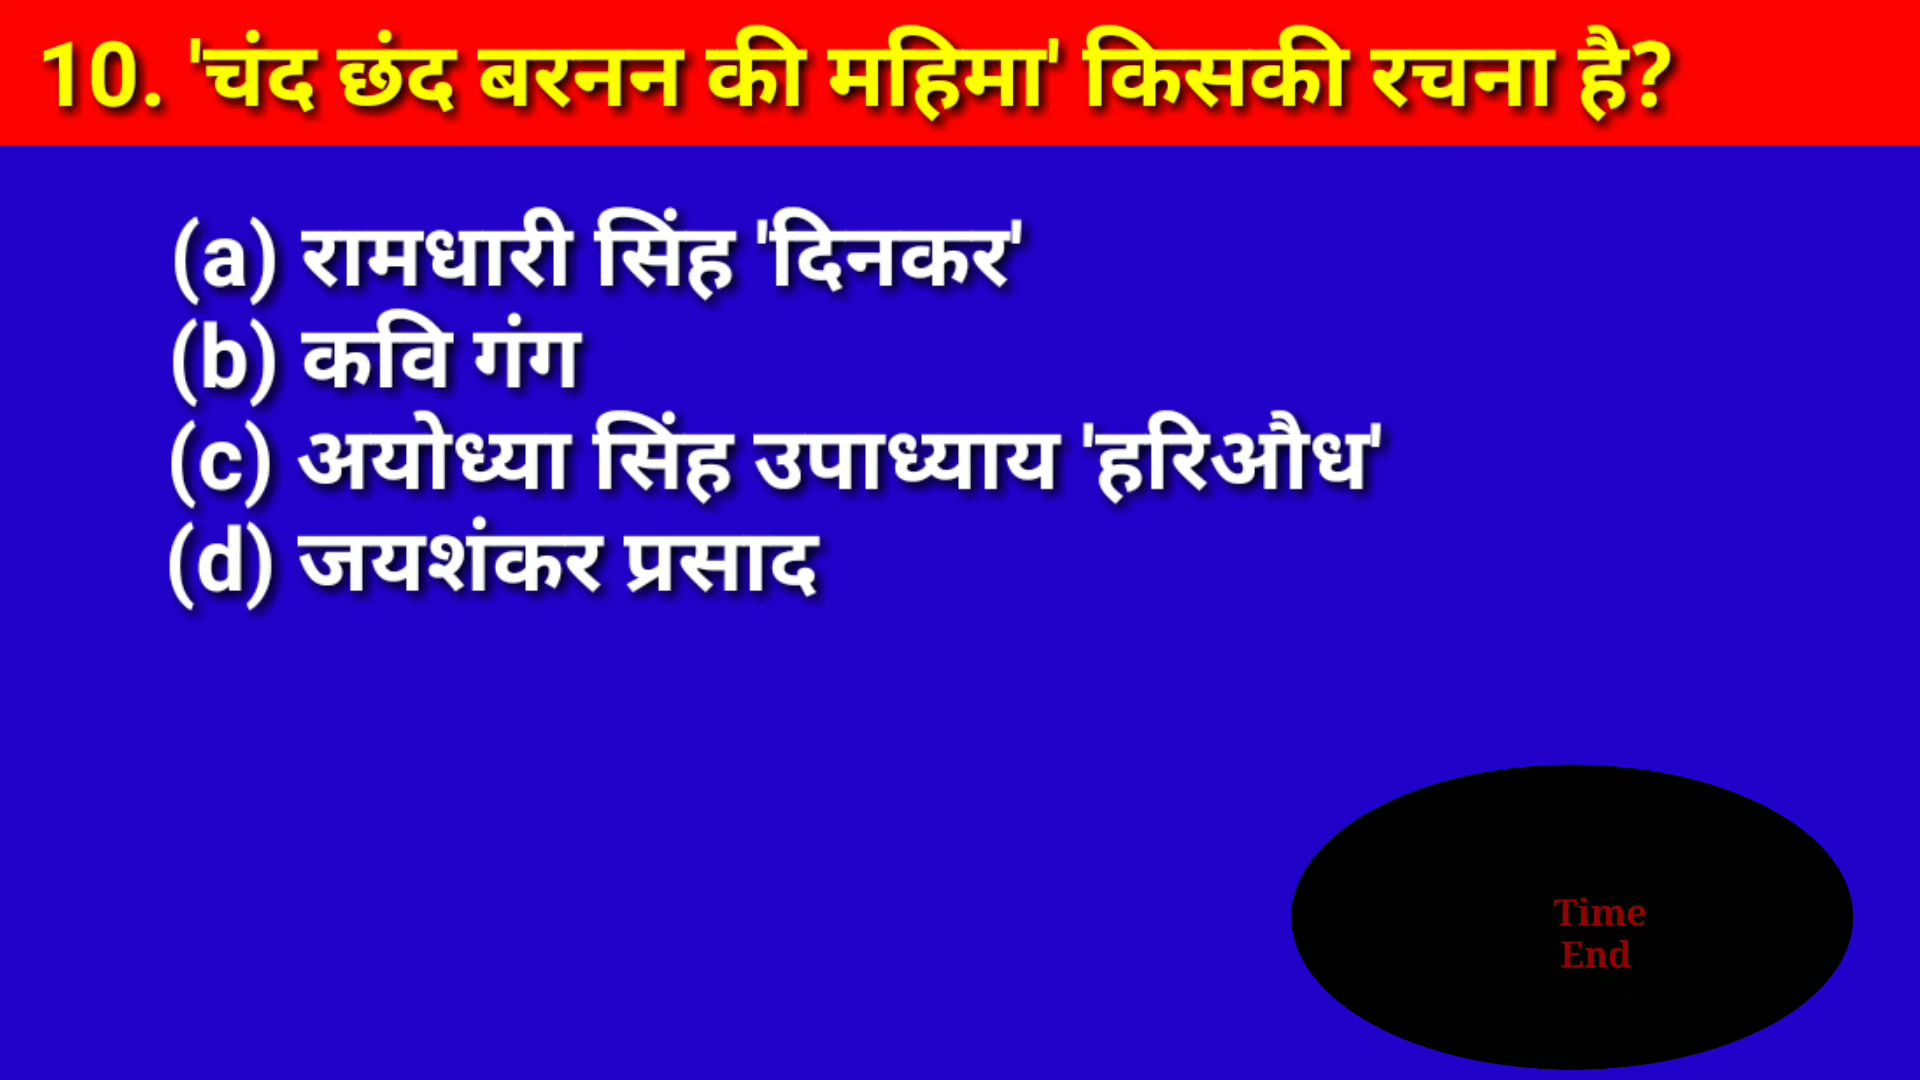 10. 'चंद छंद बरनन की महिमा' किसकी रचना है?
(a) रामधारी सिंह 'दिनकर'
(b) कवि गंग
(c) अयोध्या सिंह उपाध्याय 'हरिऔध'
(d) जयशंकर प्रसाद
Time
End